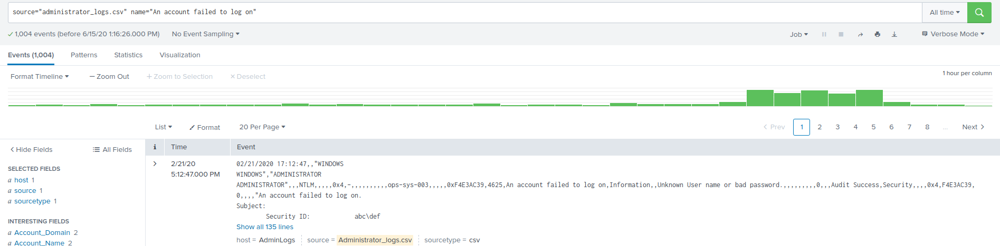 source="administrator_logs.csv" name="An account failed to log on"
All time
1,004 events (before 6/15/20 1:16:26.000 PM)
No Event Sampling
Job
Verbose Mode
Events (1,004)
Patterns
Statistics
Visualization
Format Timeline
— Zoom Out
+ Zoom to Selection
× Deselect
1 hour per column
List
Format
20 Per Page
< Prev
1
2
3
4
5
6
7
8
...
Next >
< Hide Fields
All Fields
i
Time
Event
SELECTED FIELDS
a host 1
a source 1
a sourcetype 1
INTERESTING FIELDS
a Account_Domain 2
a Account_Name 2
>
2/21/20
5:12:47.000 PM
02/21/2020 17:12:47,,"WINDOWS
WINDOWS","ADMINISTRATOR
ADMINISTRATOR",,,NTLM,,,,,0x4,-,,,,,,,,,,ops-sys-003,,,,,0xF4E3AC39,4625,An account failed to log on,Information,,Unknown User name or bad password.,,,,,,,,,,0,,,Audit Success,Security,,,,0x4,F4E3AC39,
0,,,,"An account failed to log on.
Subject:
Security ID: abc\def
Show all 135 lines
host = AdminLogs
source = Administrator_logs.csv
sourcetype = csv